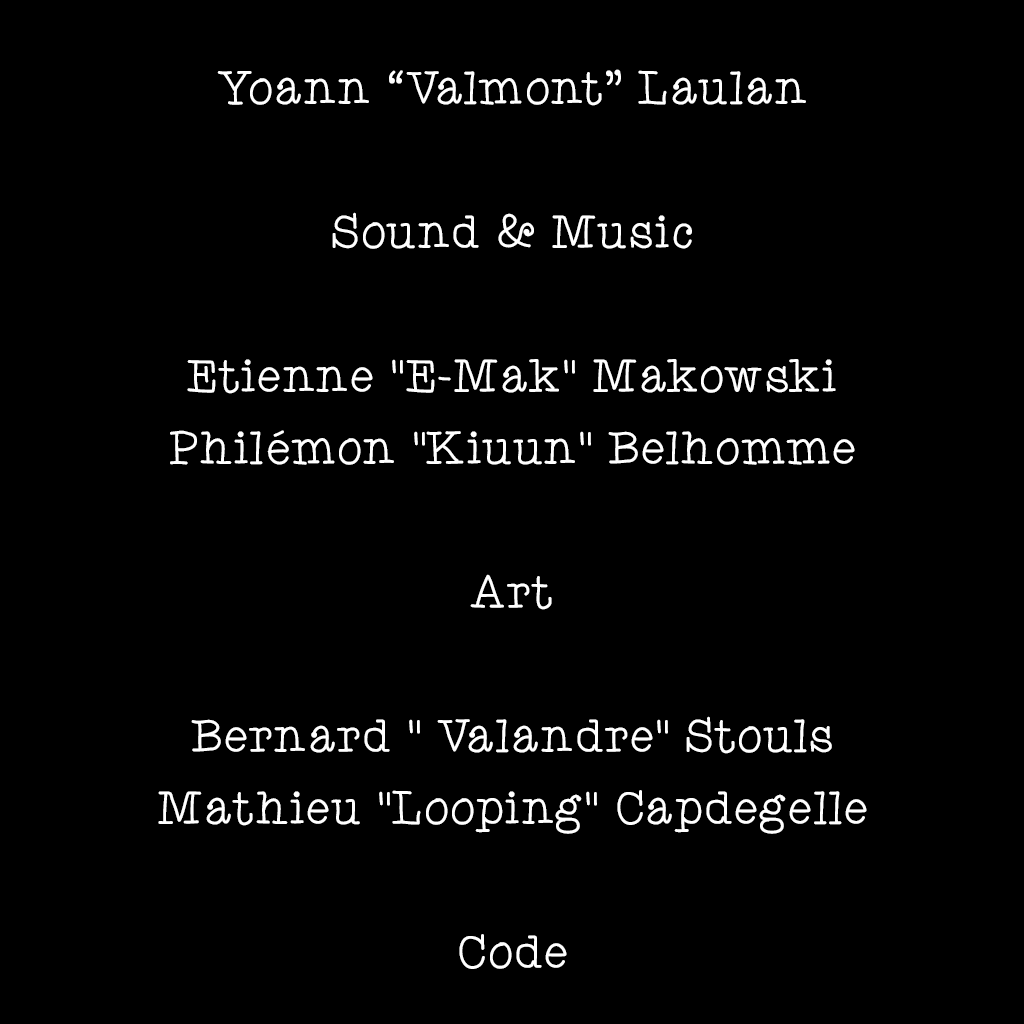 Yoann “Valmont” Laulan
Sound & Music
Etienne "E-Mak" Makowski
Philémon "Kiuun" Belhomme
Art
Bernard " Valandre" Stouls
Mathieu "Looping" Capdegelle
Code